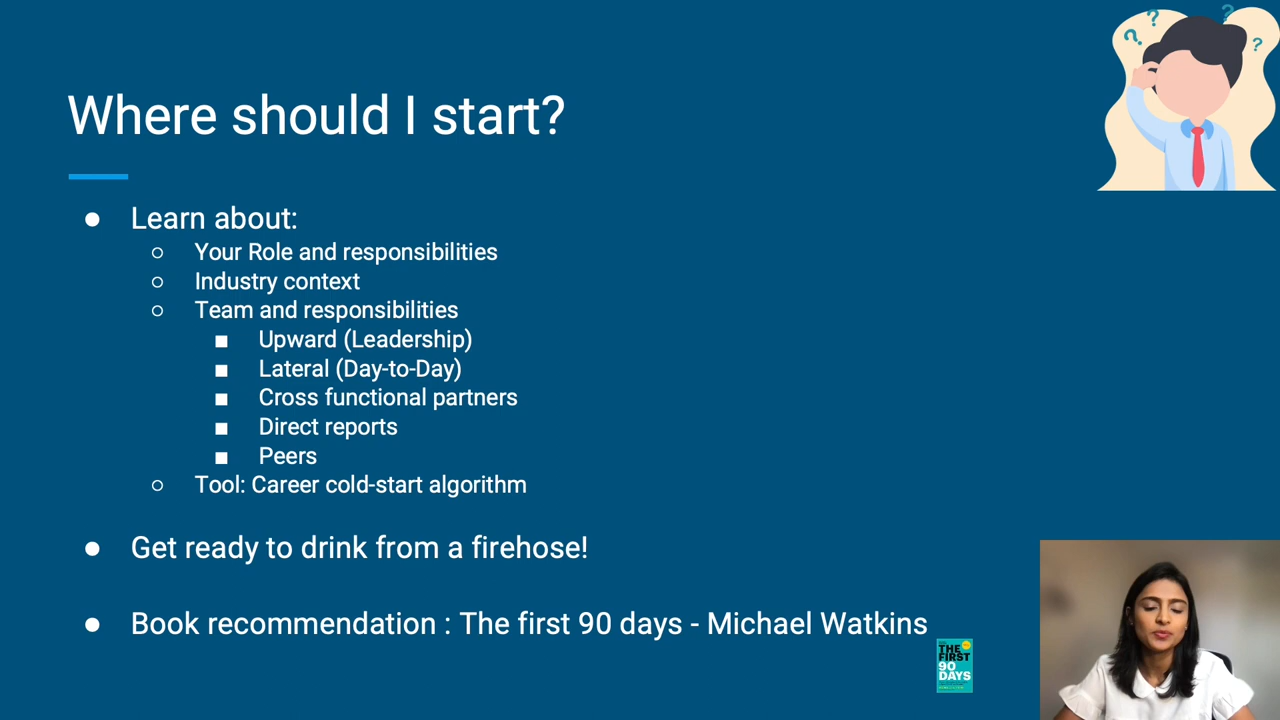 Where should I start?
Learn about:
Your Role and responsibilities
Industry context
Team and responsibilities
Upward (Leadership)
Lateral (Day-to-Day)
Cross functional partners
Direct reports
Peers
Tool: Career cold-start algorithm
Get ready to drink from a firehose!
Book recommendation : The first 90 days - Michael Watkins
THE
FIRST
90
DAYS